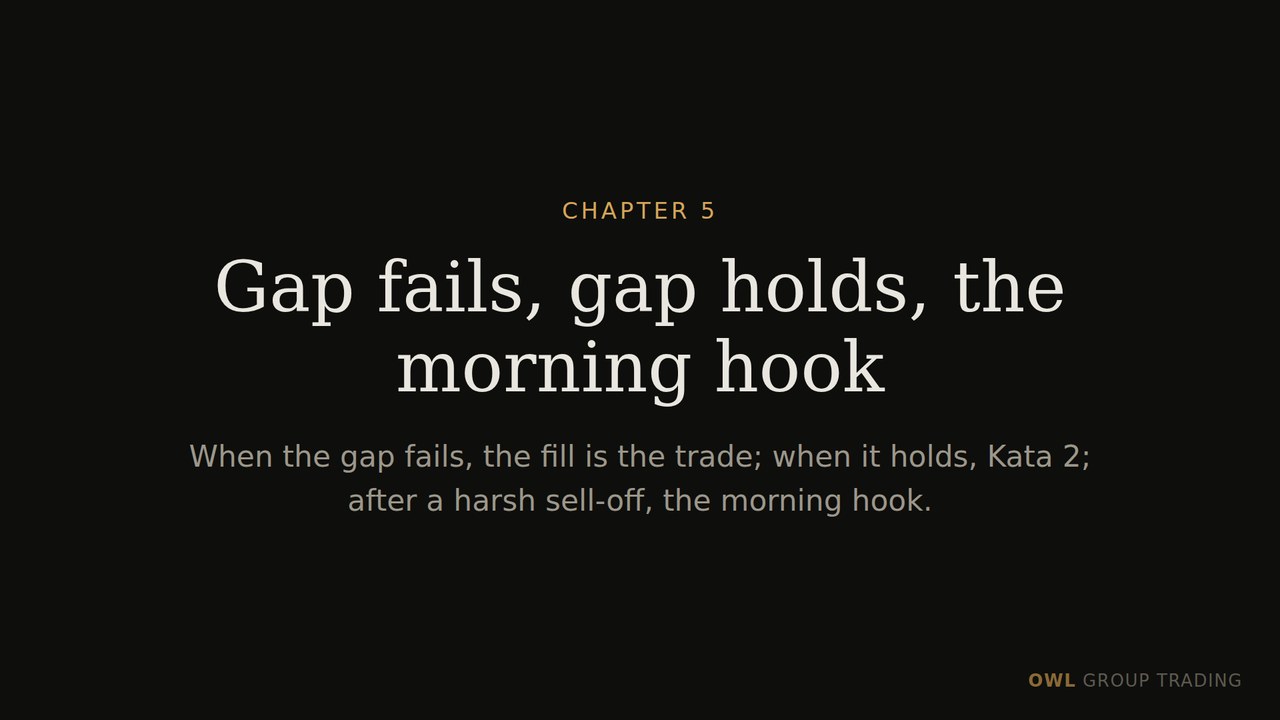 CHAPTER 5
Gap fails, gap holds, the
morning hook
When the gap fails, the fill is the trade; when it holds, Kata 2;
after a harsh sell-off, the morning hook.
OWL GROUP TRADING